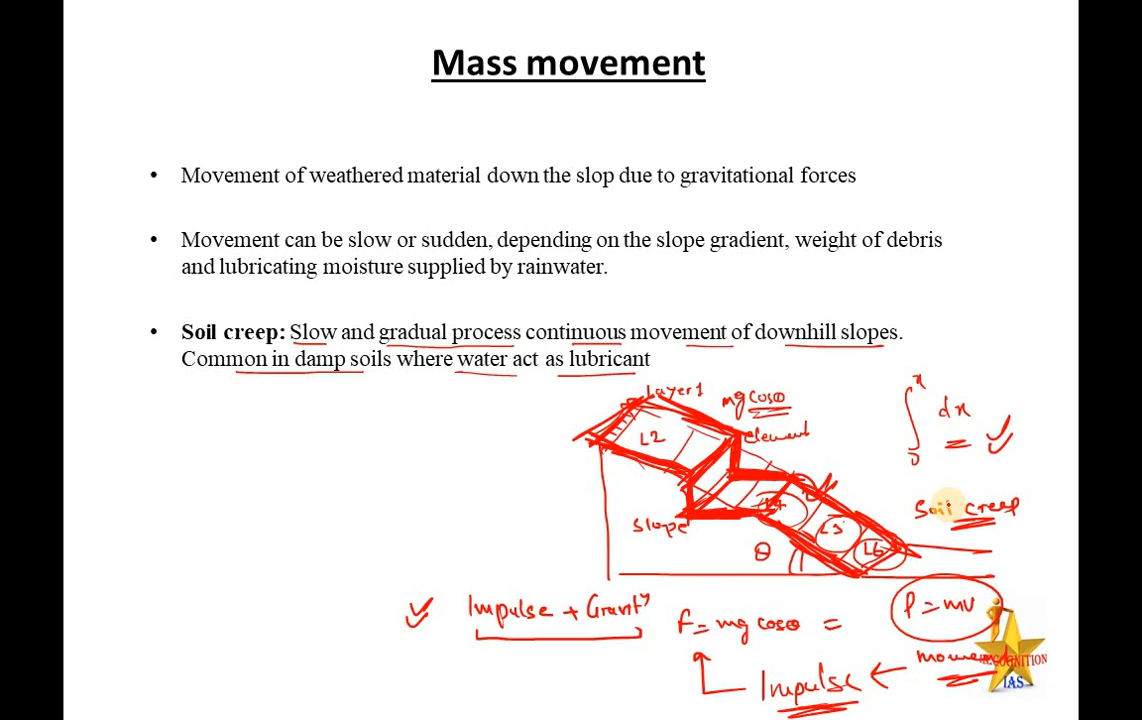 Mass movement
• Movement of weathered material down the slop due to gravitational forces
• Movement can be slow or sudden, depending on the slope gradient, weight of debris
and lubricating moisture supplied by rainwater.
• Soil creep: Slow and gradual process continuous movement of downhill slopes.
Common in damp soils where water act as lubricant
Layer 1
mg cosθ
L2
element
dx
Soil creep
Slope
L5
L6
θ
Impulse + Gravity
f = mg cosθ =
P = mv
Impulse ←
RECOGNITION
IAS